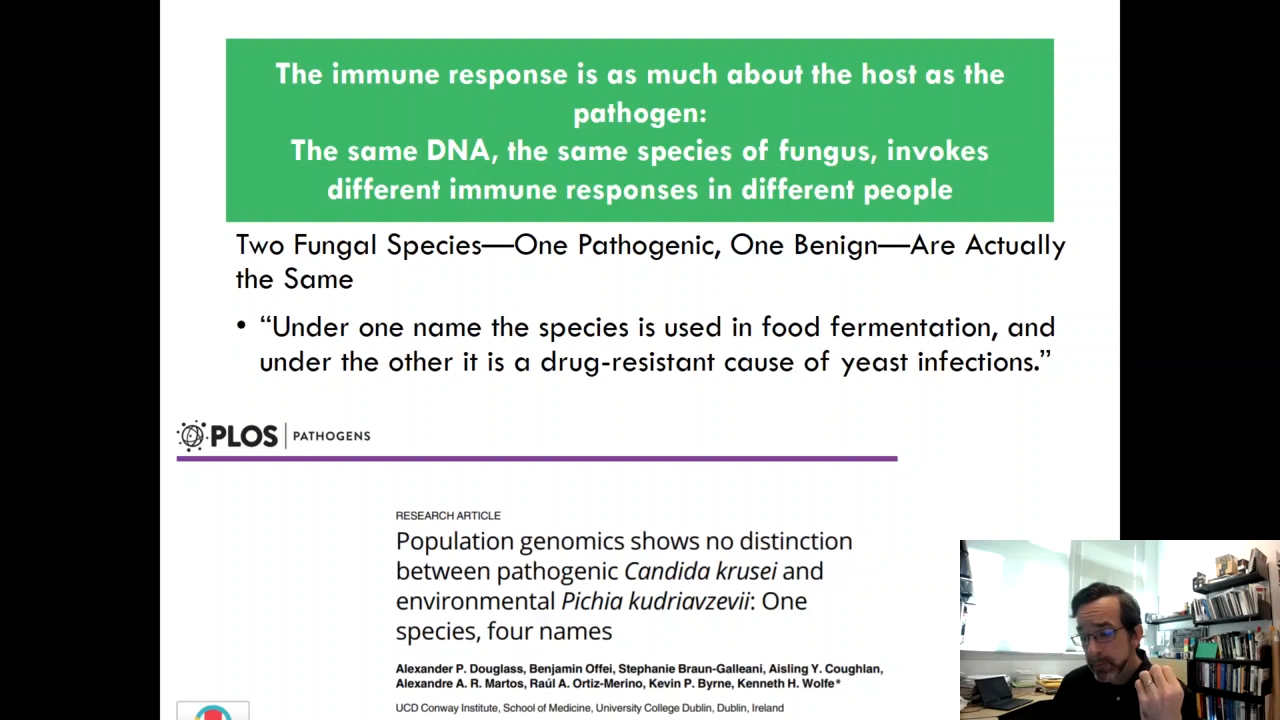 The immune response is as much about the host as the
pathogen:
The same DNA, the same species of fungus, invokes
different immune responses in different people
Two Fungal Species—One Pathogenic, One Benign—Are Actually
the Same
• “Under one name the species is used in food fermentation, and
under the other it is a drug-resistant cause of yeast infections.”
PLOS | PATHOGENS
RESEARCH ARTICLE
Population genomics shows no distinction
between pathogenic Candida krusei and
environmental Pichia kudriavzevii: One
species, four names
Alexander P. Douglass, Benjamin Offei, Stephanie Braun-Galleani, Aisling Y. Coughlan,
Alexandre A. R. Martos, Raúl A. Ortiz-Merino, Kevin P. Byrne, Kenneth H. Wolfe*
UCD Conway Institute, School of Medicine, University College Dublin, Dublin, Ireland